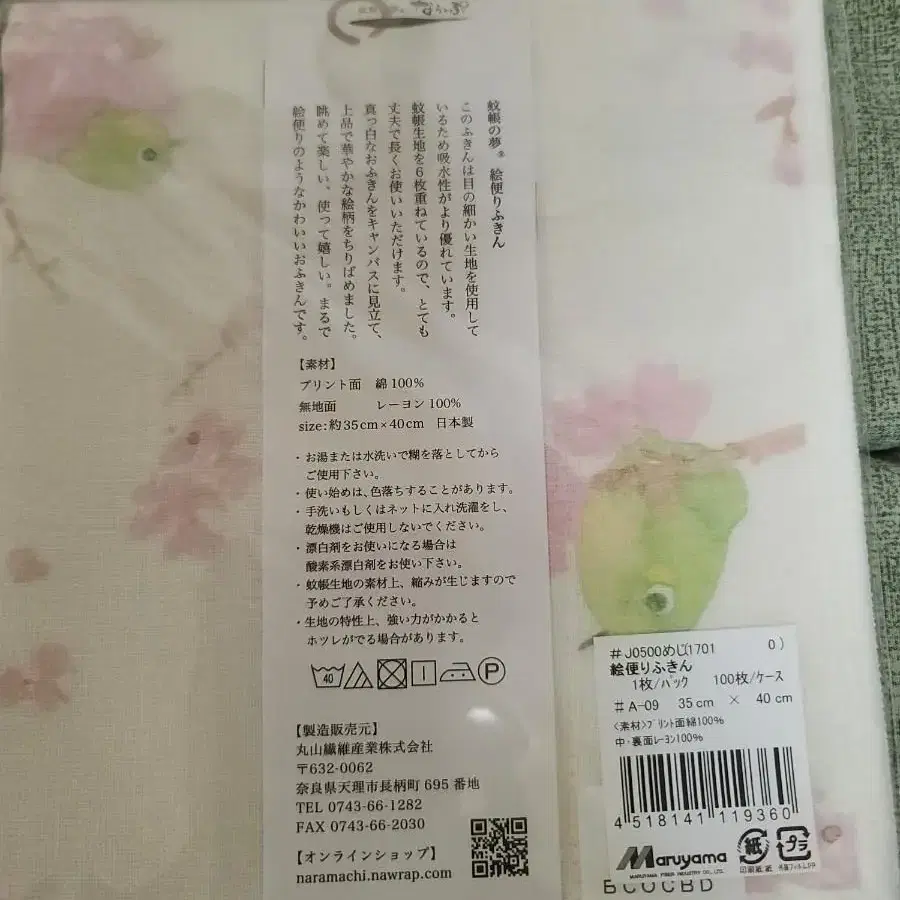 蚊帳の夢® 絵便りふきん
このふきんは目の細かい生地を使用して
いるため吸水性がより優れています。
蚊帳生地を6枚重ねているので、とても
丈夫で長くお使いいただけます。
真っ白なおふきんをキャンバスに見立て、
上品で華やかな絵柄をちりばめました。
眺めて楽しい、使って嬉しい。まるで
絵便りのようなかわいいおふきんです。
【素材】
プリント面 綿100%
無地面 レーヨン100%
size:約35cm×40cm 日本製
・お湯または水洗いで糊を落としてから
ご使用下さい。
・使い始めは、色落ちすることがあります。
・手洗いもしくはネットに入れ洗濯をし、
乾燥機はご使用しないでください。
・漂白剤をお使いになる場合は
酸素系漂白剤をお使い下さい。
・蚊帳生地の素材上、縮みが生じますので
予めご了承ください。
・生地の特性上、強い力がかかると
ホツレがでる場合があります。
40
P
【製造販売元】
丸山繊維産業株式会社
〒632-0062
奈良県天理市長柄町695番地
TEL 0743-66-1282
FAX 0743-66-2030
【オンラインショップ】
naramachi.nawrap.com
#J0500めじ(1701 0)
絵便りふきん
1枚/パック 100枚/ケース
#A-09 35cm × 40cm
<素材>プリント面綿100%
中・裏面レーヨン100%
4 518141 119360
Maruyama
MARUYAMA FIBER INDUSTRY CO., LTD.
紙
プラ